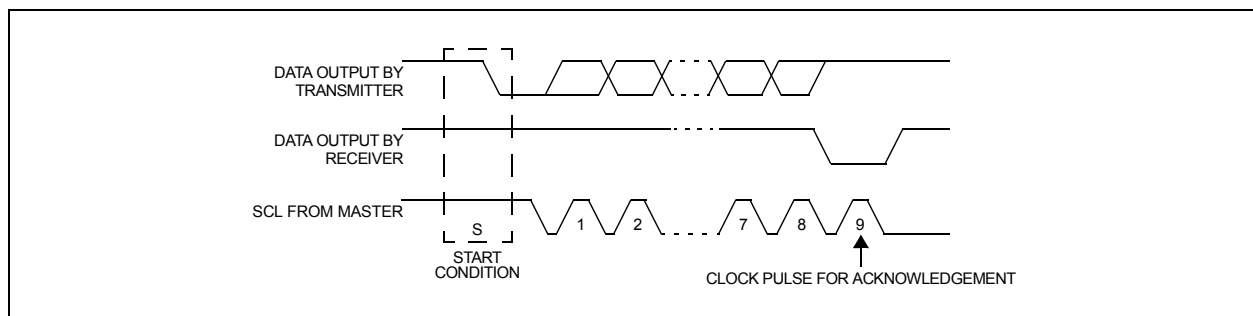 DATA OUTPUT BY
TRANSMITTER
DATA OUTPUT BY
RECEIVER
SCL FROM MASTER
S
1
2
7
8
9
START
CONDITION
CLOCK PULSE FOR ACKNOWLEDGEMENT